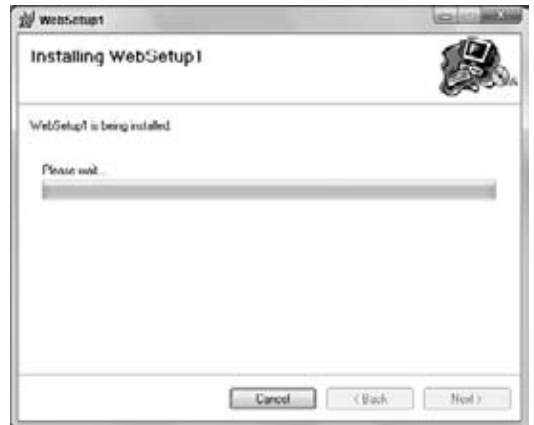 WebSetup1
Installing WebSetup1
WebSetup1 is being installed.
Please wait...
Cancel
< Back
Next >